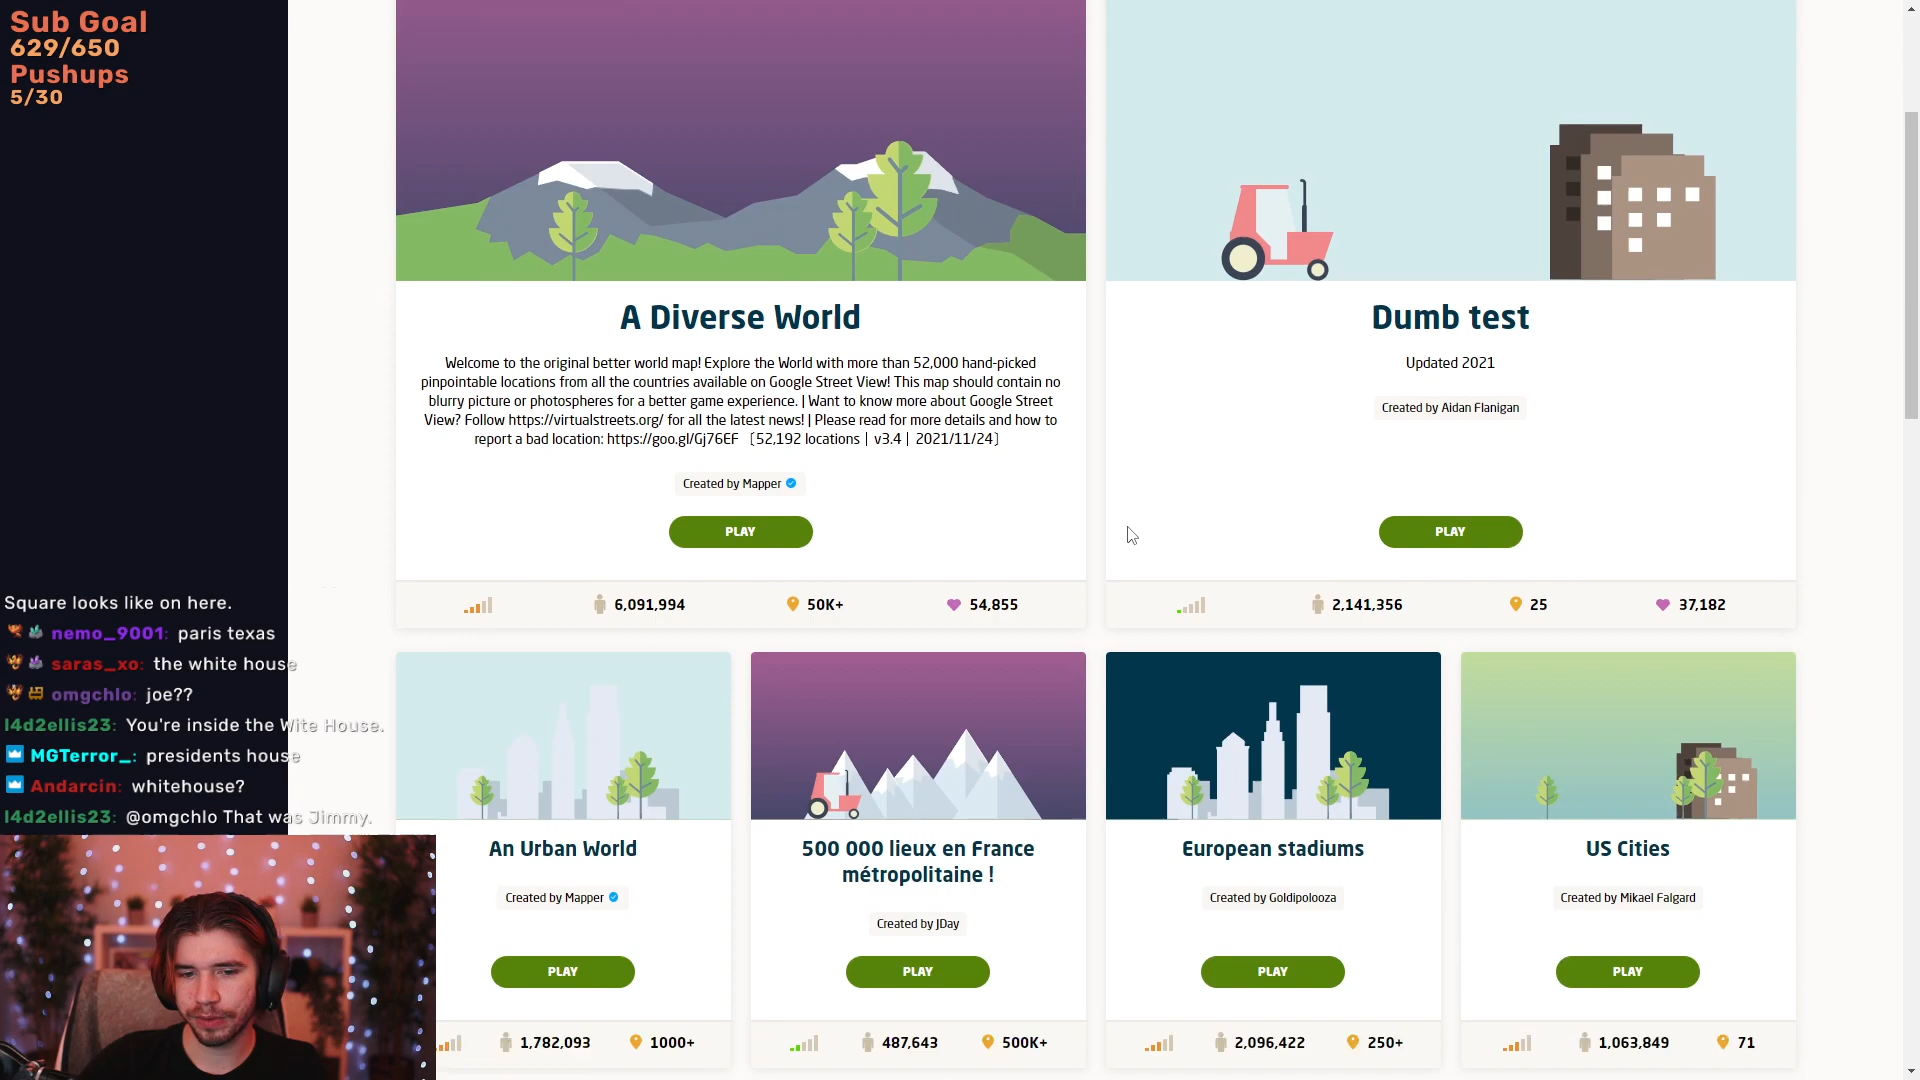 Sub Goal
629/650
Pushups
5/30
A Diverse World
Welcome to the original better world map! Explore the World with more than 52,000 hand-picked
pinpointable locations from all the countries available on Google Street View! This map should contain no
blurry picture or photospheres for a better game experience. | Want to know more about Google Street
View? Follow https://virtualstreets.org/ for all the latest news! | Please read for more details and how to
report a bad location: https://goo.gl/Gj76EF 〔52,192 locations | v3.4 | 2021/11/24〕
Created by Mapper
PLAY
6,091,994
50K+
54,855
Dumb test
Updated 2021
Created by Aidan Flanigan
PLAY
2,141,356
25
37,182
Square looks like on here.
nemo_9001: paris texas
saras_xo: the white house
omgchlo: joe??
l4d2ellis23: You're inside the Wite House.
MGTerror_: presidents house
Andarcin: whitehouse?
l4d2ellis23: @omgchlo That was Jimmy.
An Urban World
Created by Mapper
PLAY
1,782,093
1000+
500 000 lieux en France
métropolitaine !
Created by JDay
PLAY
487,643
500K+
European stadiums
Created by Goldipolooza
PLAY
2,096,422
250+
US Cities
Created by Mikael Falgard
PLAY
1,063,849
71